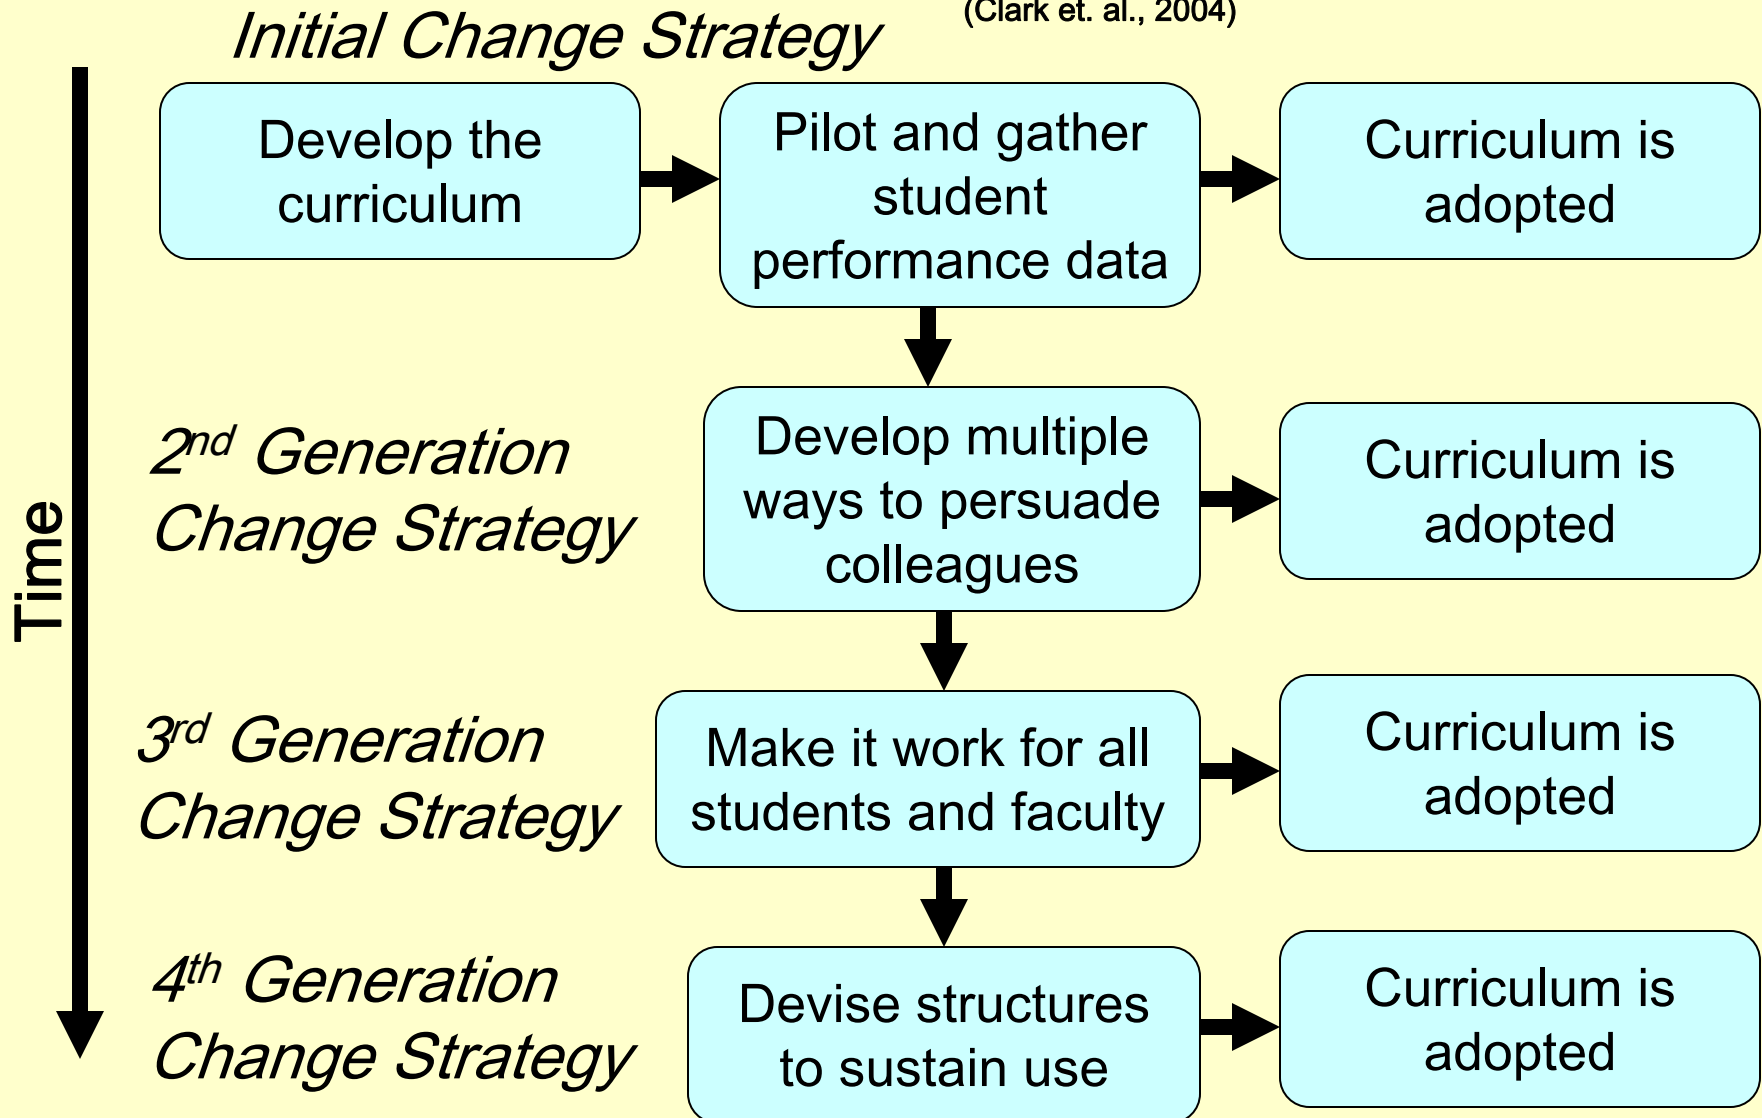 (Clark et. al., 2004)
Initial Change Strategy
Develop the
curriculum
Pilot and gather
student
performance data
Curriculum is
adopted
Time
2nd Generation
Change Strategy
Develop multiple
ways to persuade
colleagues
Curriculum is
adopted
3rd Generation
Change Strategy
Make it work for all
students and faculty
Curriculum is
adopted
4th Generation
Change Strategy
Devise structures
to sustain use
Curriculum is
adopted